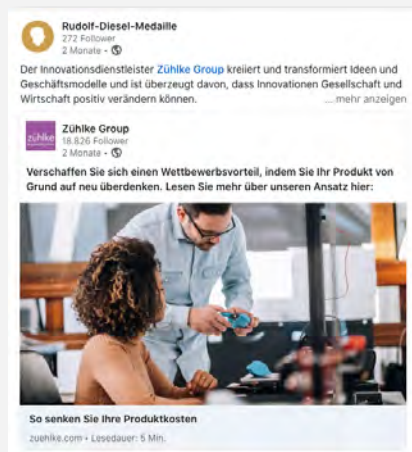 Rudolf-Diesel-Medaille
272 Follower
2 Monate •
Der Innovationsdienstleister Zühlke Group kreiiert und transformiert Ideen und
Geschäftsmodelle und ist überzeugt davon, dass Innovationen Gesellschaft und
Wirtschaft positiv verändern können. ... mehr anzeigen
zühlke
Zühlke Group
18.826 Follower
2 Monate •
Verschaffen Sie sich einen Wettbewerbsvorteil, indem Sie Ihr Produkt von
Grund auf neu überdenken. Lesen Sie mehr über unseren Ansatz hier:
So senken Sie Ihre Produktkosten
zuehlke.com • Lesedauer: 5 Min.